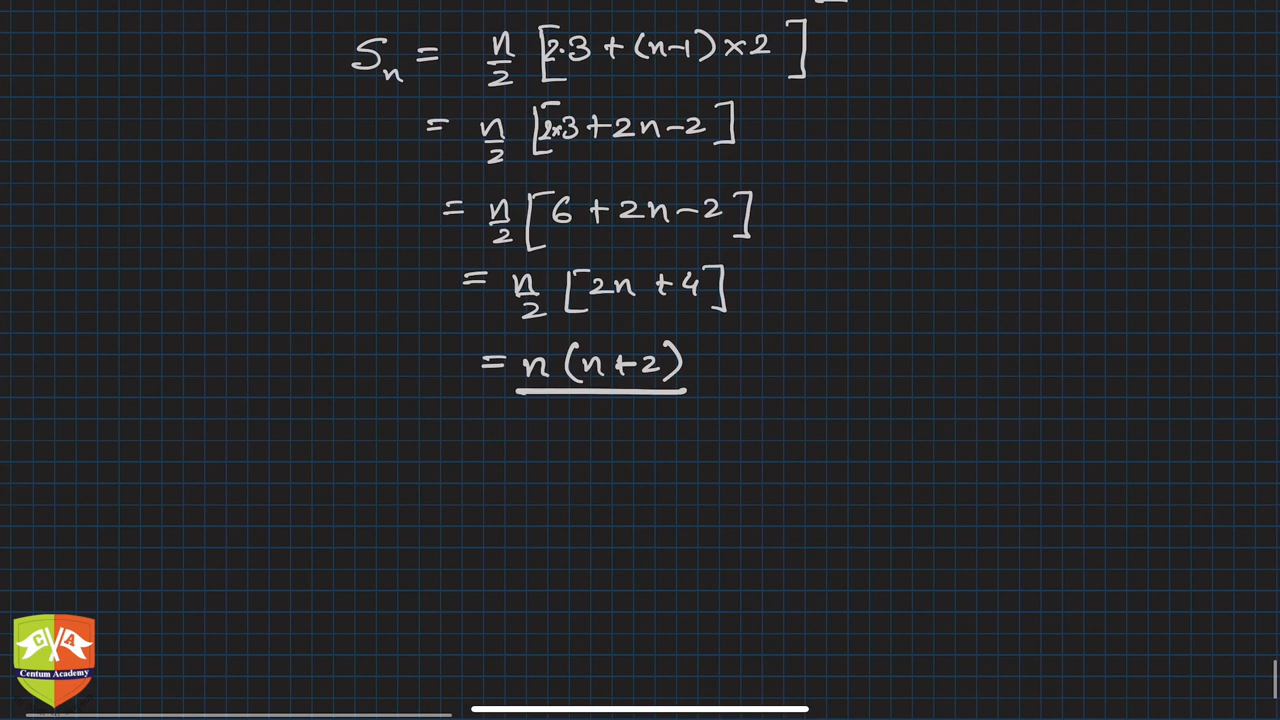 Sn = n/2 [2·3 + (n-1) × 2]
= n/2 [2×3 + 2n - 2]
= n/2 [6 + 2n - 2]
= n/2 [2n + 4]
= n (n+2)
C A
Centum Academy